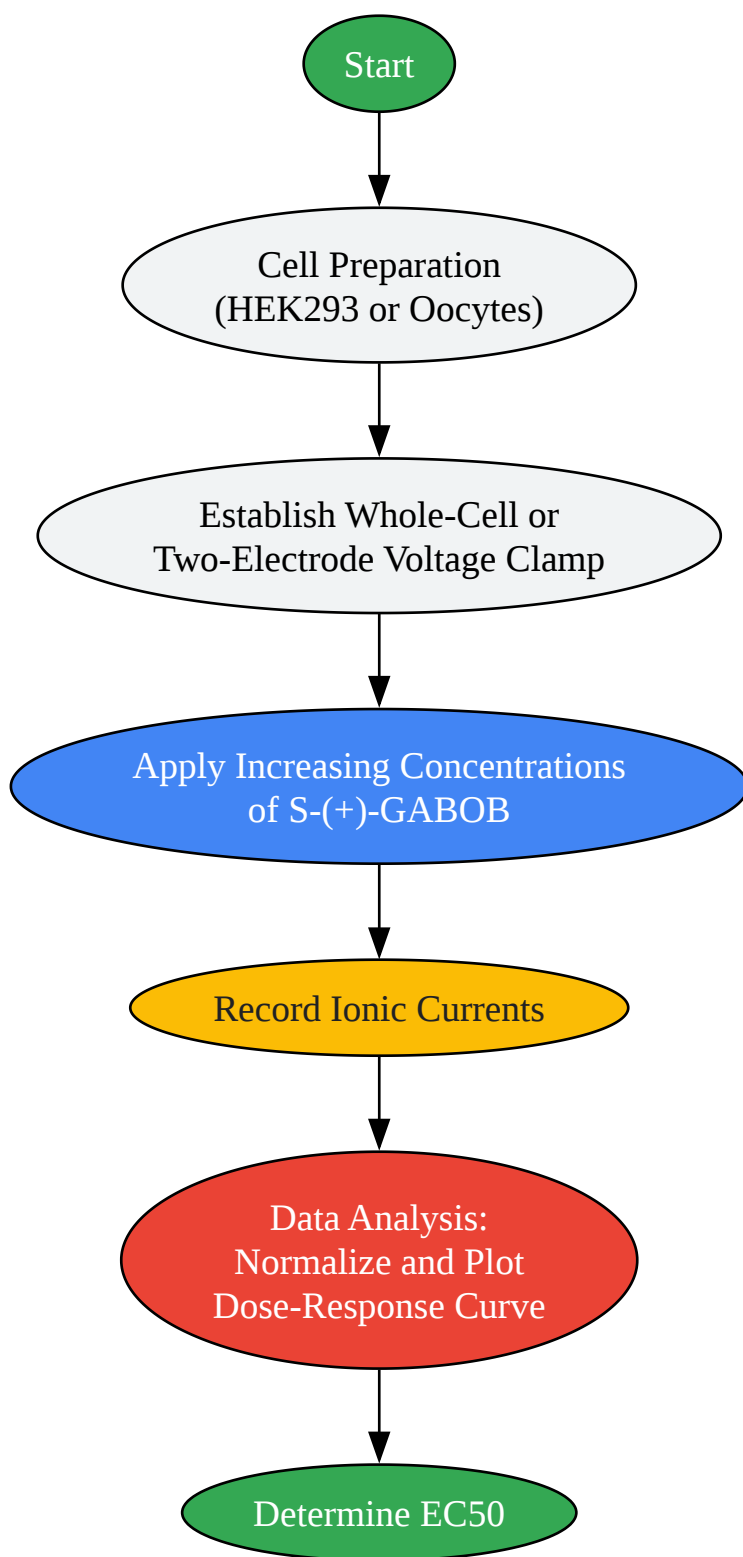 Start
Cell Preparation
(HEK293 or Oocytes)
Establish Whole-Cell or
Two-Electrode Voltage Clamp
Apply Increasing Concentrations
of S-(+)-GABOB
Record Ionic Currents
Data Analysis:
Normalize and Plot
Dose-Response Curve
Determine EC50